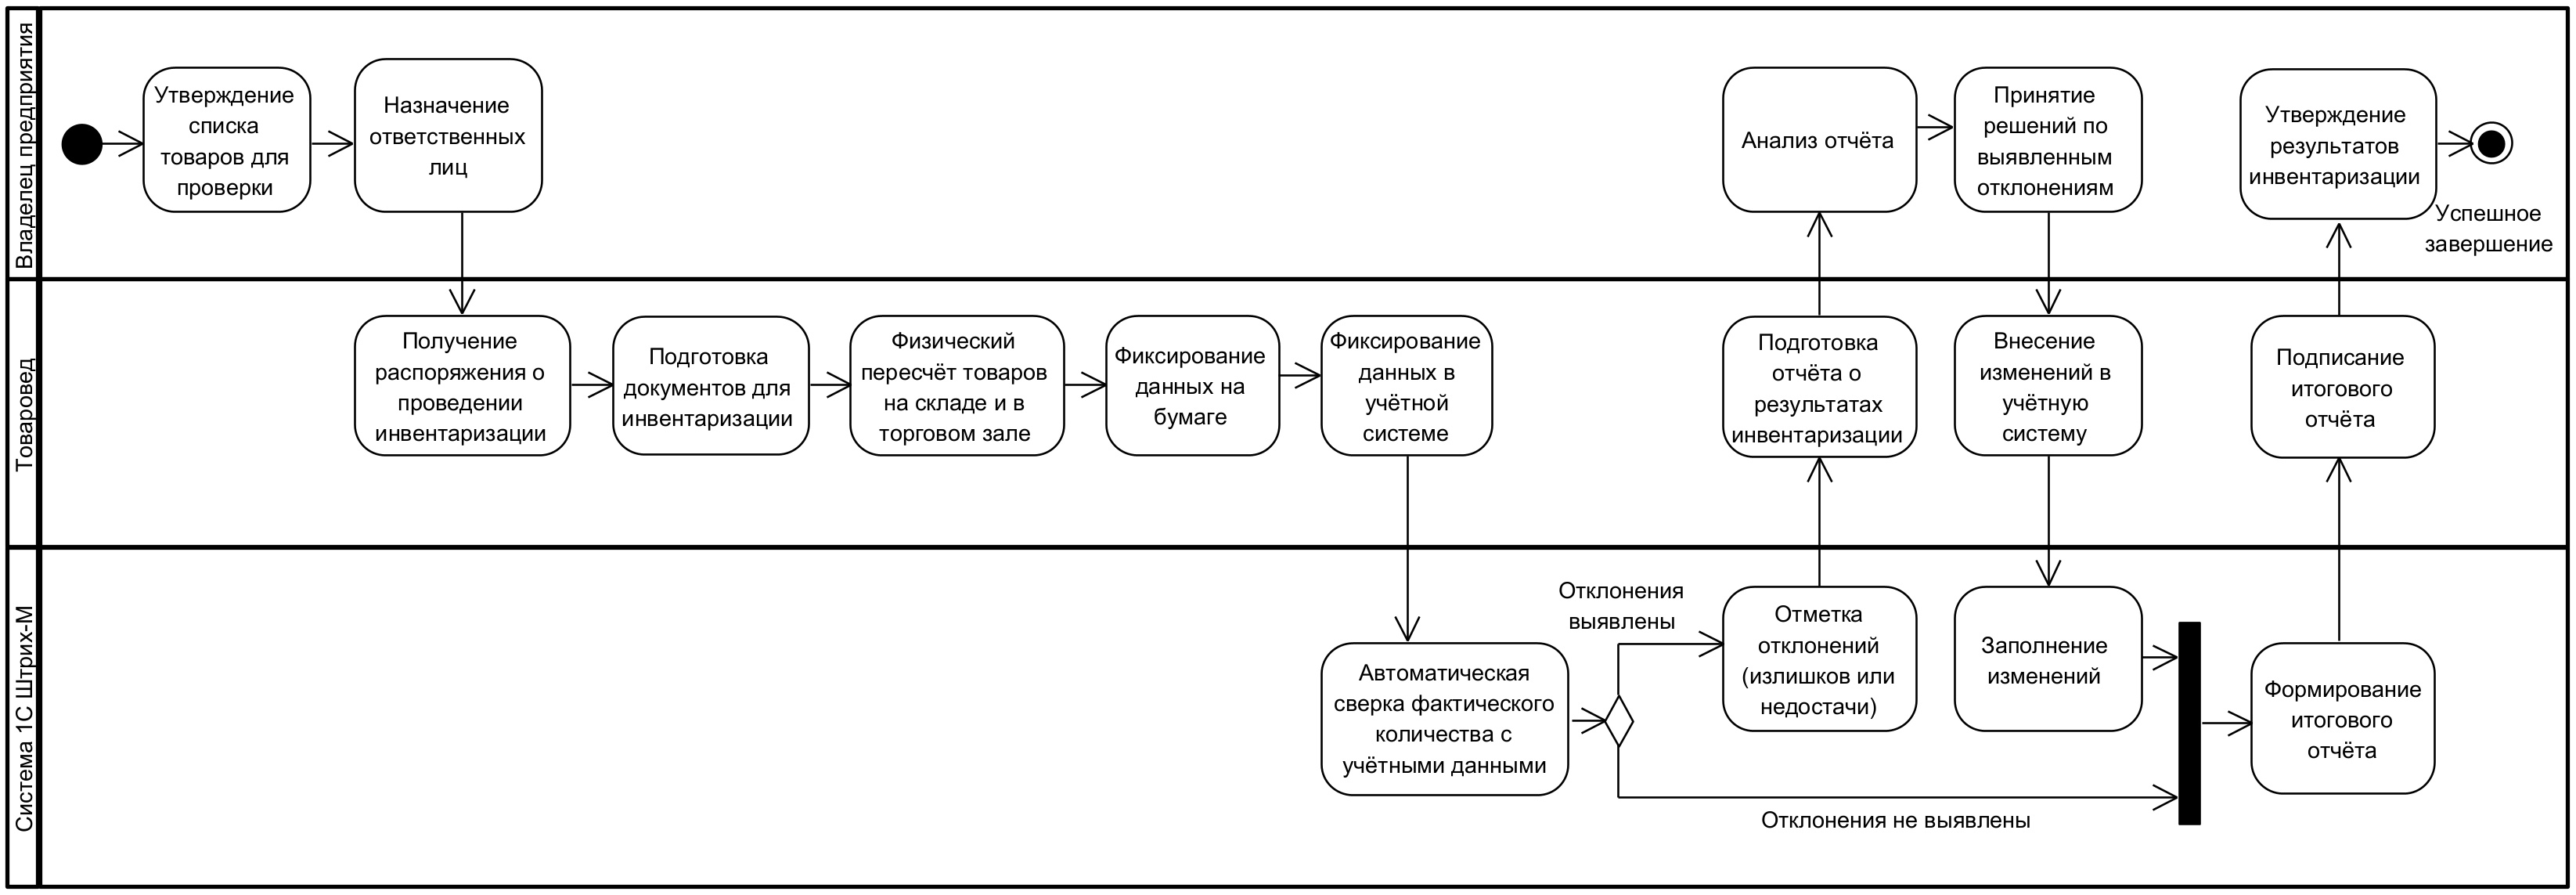 Владелец предприятия
Утверждение
списка
товаров для
проверки
Назначение
ответственных
лиц
Анализ отчёта
Принятие
решений по
выявленным
отклонениям
Утверждение
результатов
инвентаризации
Успешное
завершение
Товаровед
Получение
распоряжения о
проведении
инвентаризации
Подготовка
документов для
инвентаризации
Физический
пересчёт товаров
на складе и в
торговом зале
Фиксирование
данных на
бумаге
Фиксирование
данных в
учётной
системе
Подготовка
отчёта о
результатах
инвентаризации
Внесение
изменений в
учётную
систему
Подписание
итогового
отчёта
Система 1С Штрих-М
Автоматическая
сверка фактического
количества с
учётными данными
Отклонения
выявлены
Отметка
отклонений
(излишков или
недостачи)
Заполнение
изменений
Формирование
итогового
отчёта
Отклонения не выявлены